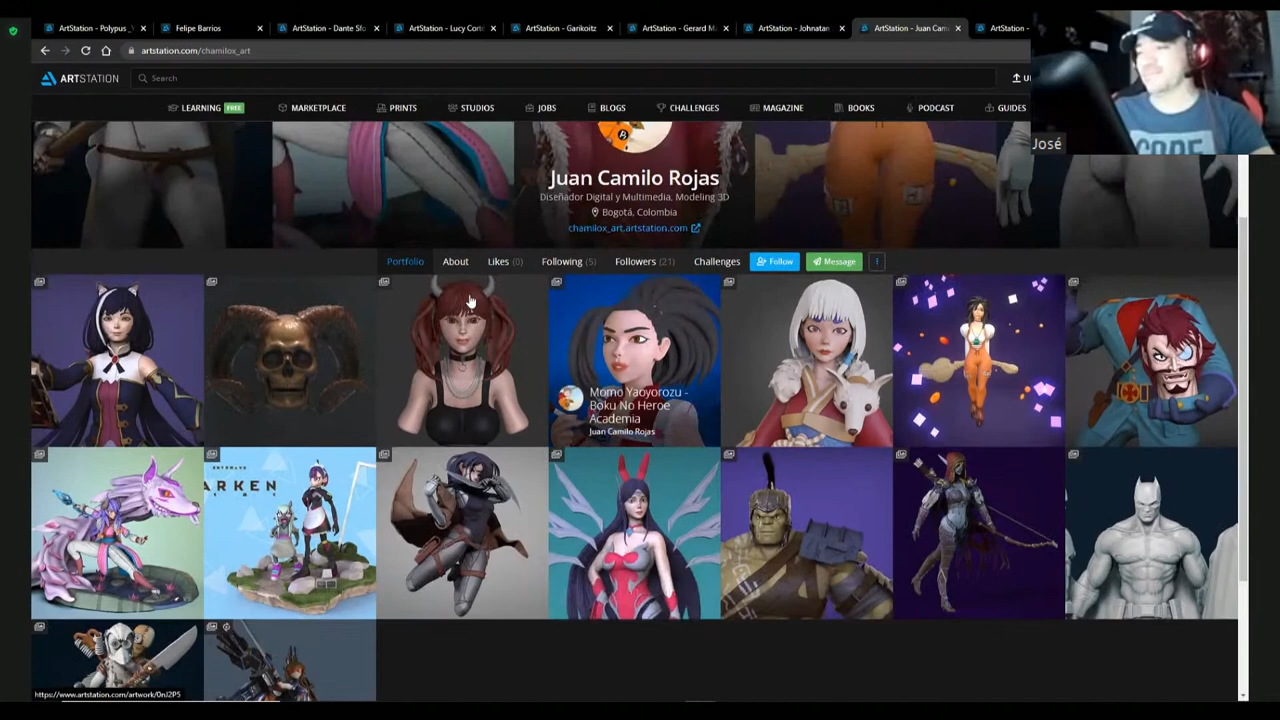 ArtStation - Polypus_
Felipe Barrios
ArtStation - Dante Sfo
ArtStation - Lucy Corte
ArtStation - Garikoitz
ArtStation - Gerard M
ArtStation - Johnatan
ArtStation - Juan Cam
ArtStation -
artstation.com/chamilox_art
ARTSTATION
Search
LEARNING FREE
MARKETPLACE
PRINTS
STUDIOS
JOBS
BLOGS
CHALLENGES
MAGAZINE
BOOKS
PODCAST
GUIDES
José
Juan Camilo Rojas
Diseñador Digital y Multimedia, Modeling 3D
Bogotá, Colombia
chamilox_art.artstation.com
Portfolio
About
Likes (0)
Following (5)
Followers (21)
Challenges
Follow
Message
Momo Yaoyorozu -
Boku No Heroe
Academia
Juan Camilo Rojas
ARKEN
https://www.artstation.com/artwork/0nJ2P5